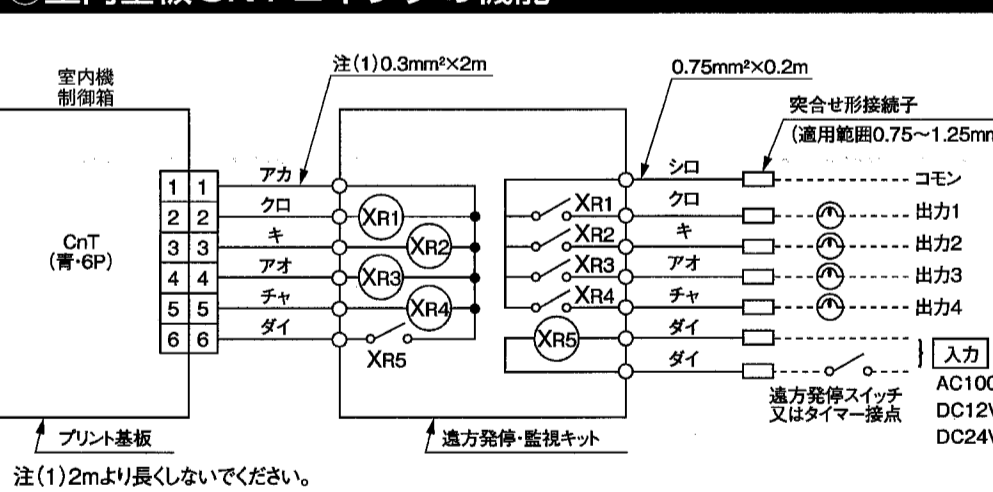 注(1)0.3mm²×2m
0.75mm²×0.2m
室内機
制御箱
突合せ形接続子
(適用範囲0.75～1.25mm
CnT
(青・6P)
1 1 アカ
2 2 クロ XR1
3 3 キ XR2
4 4 アオ XR3
5 5 チャ XR4
6 6 ダイ XR5
シロ コモン
XR1 クロ 出力1
XR2 キ 出力2
XR3 アオ 出力3
XR4 チャ 出力4
XR5 ダイ
ダイ
入力
AC100
DC12V
DC24V
遠方発停スイッチ
又はタイマー接点
プリント基板
遠方発停・監視キット
注(1)2mより長くしないでください。